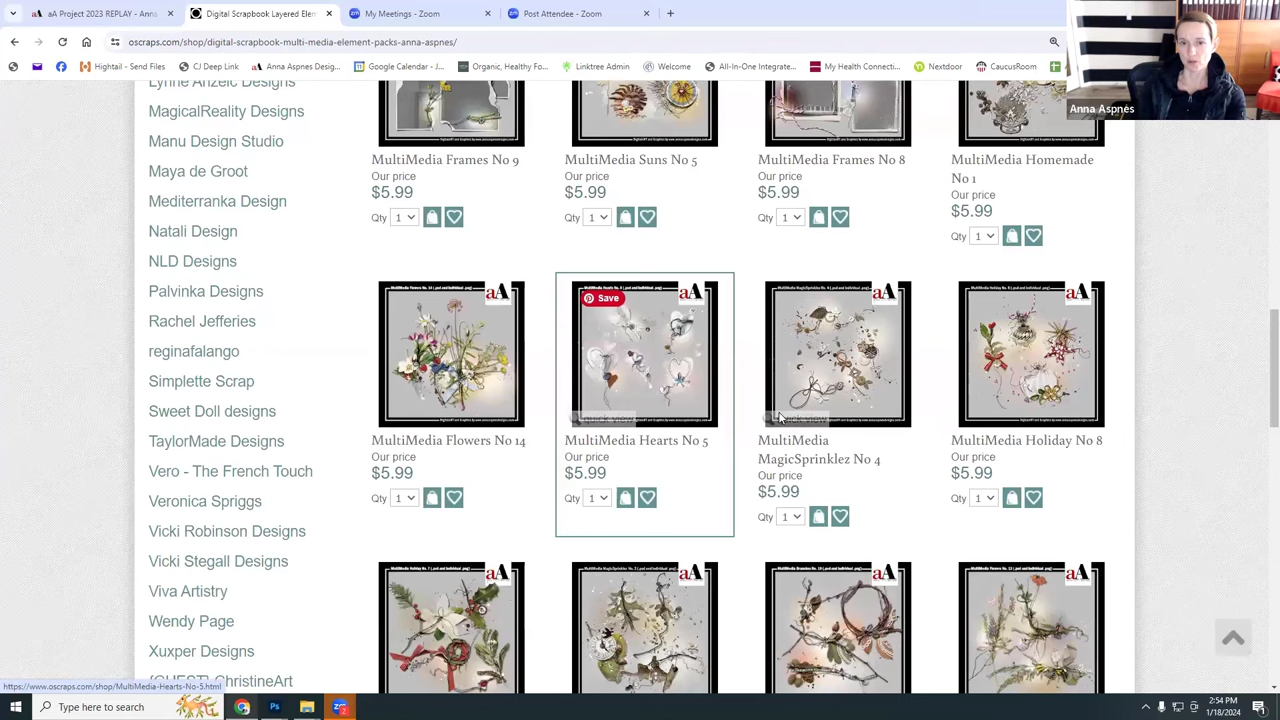 aA Project 2023 REPLAY - Anna
Digital Scrapbook Layered Elem
My Meetings - Zoom
Post Attendee - Zoom
oscraps.com/shop/digital-scrapbook-multi-media-element-packs-anna-aspnes/
Hightail - Send Files
CJ Deep Link
Anna Aspnes Desig...
Google Calendar - J...
Organic, Healthy Fo...
Linktree Admin
Welcome
All-In-One Integrate...
My Health Connecti...
Nextdoor
CaucusRoom
Anna Aspnes
Lynne Anzelc Designs
MagicalReality Designs
Manu Design Studio
Maya de Groot
Mediterranka Design
Natali Design
NLD Designs
Palvinka Designs
Rachel Jefferies
reginafalango
Simplette Scrap
Sweet Doll designs
TaylorMade Designs
Vero - The French Touch
Veronica Spriggs
Vicki Robinson Designs
Vicki Stegall Designs
Viva Artistry
Wendy Page
Xuxper Designs
{GUEST} ChristineArt
MultiMedia Frames No 9
Our price
$5.99
Qty 1
MultiMedia Suns No 5
Our price
$5.99
Qty 1
MultiMedia Frames No 8
Our price
$5.99
Qty 1
MultiMedia Homemade
No 1
Our price
$5.99
Qty 1
aA
MultiMedia Flowers No 14
Our price
$5.99
Qty 1
Save
aA
MultiMedia Hearts No 5
Our price
$5.99
Qty 1
aA
MultiMedia
MagicSprinklez No 4
Our price
$5.99
Qty 1
aA
MultiMedia Holiday No 8
Our price
$5.99
Qty 1
aA
aA
aA
aA
https://www.oscraps.com/shop/MultiMedia-Hearts-No-5.html
Type here to search
2:54 PM
1/18/2024